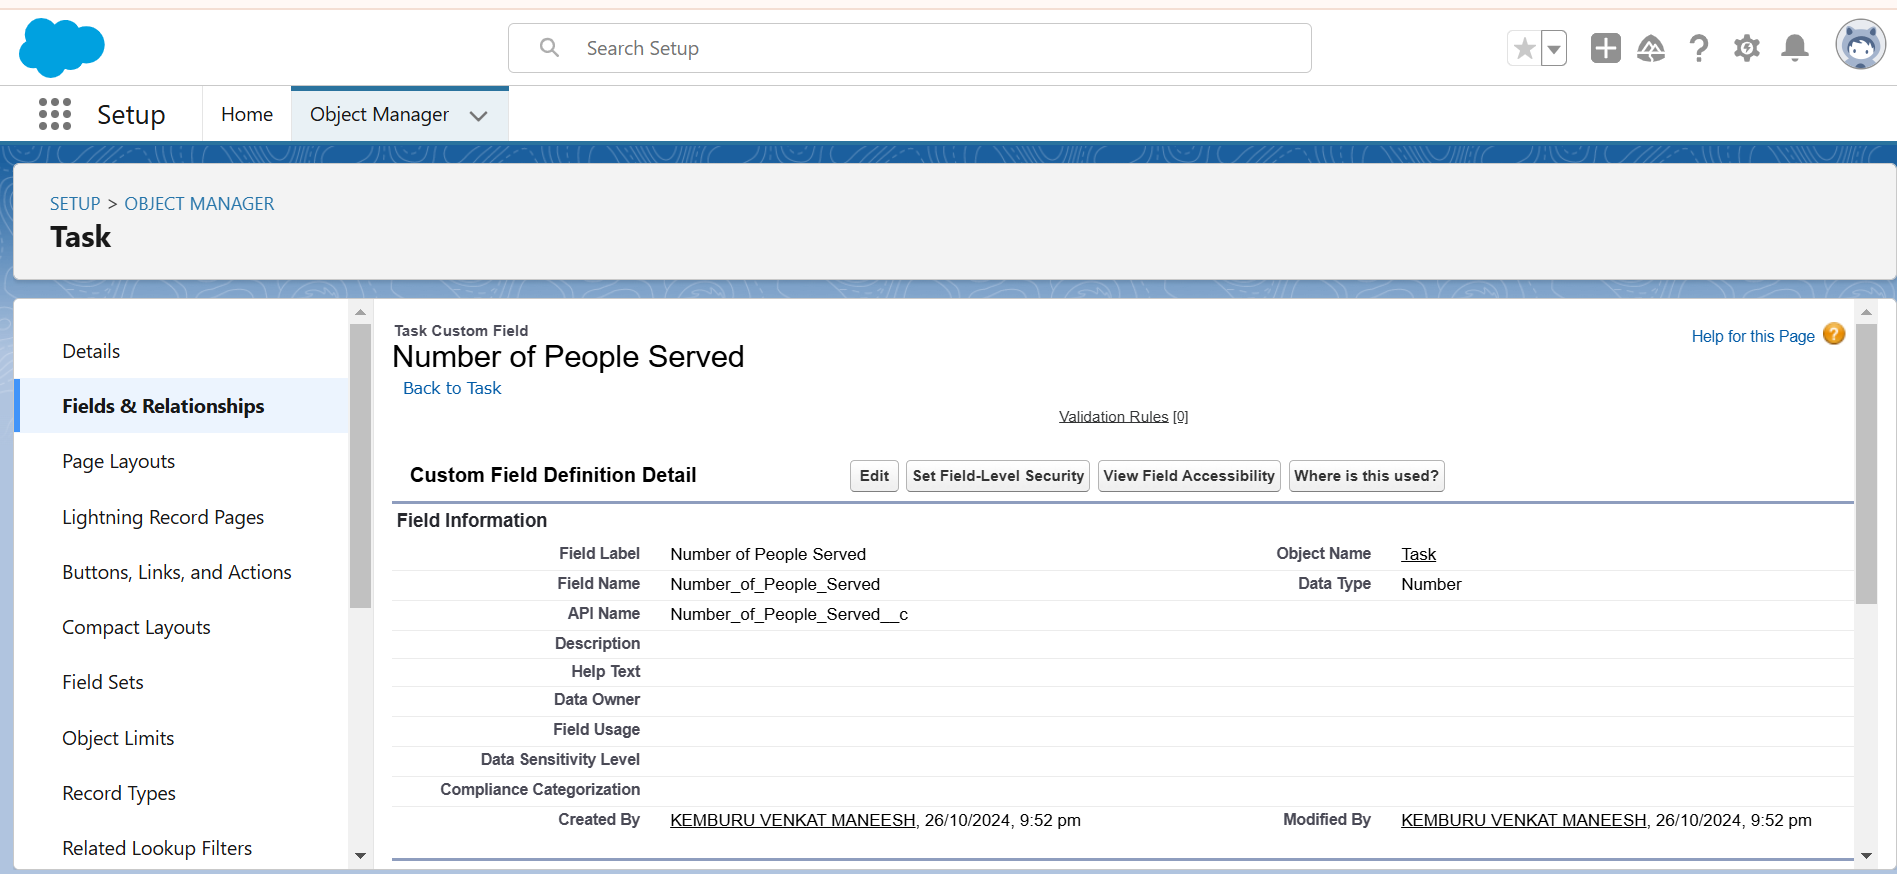 Search Setup
Setup
Home
Object Manager
SETUP > OBJECT MANAGER
Task
Details
Fields & Relationships
Page Layouts
Lightning Record Pages
Buttons, Links, and Actions
Compact Layouts
Field Sets
Object Limits
Record Types
Related Lookup Filters
Task Custom Field
Number of People Served
Back to Task
Help for this Page ?
Validation Rules [0]
Custom Field Definition Detail Edit Set Field-Level Security View Field Accessibility Where is this used?
Field Information
Field Label Number of People Served Object Name Task
Field Name Number_of_People_Served Data Type Number
API Name Number_of_People_Served__c
Description
Help Text
Data Owner
Field Usage
Data Sensitivity Level
Compliance Categorization
Created By KEMBURU VENKAT MANEESH, 26/10/2024, 9:52 pm Modified By KEMBURU VENKAT MANEESH, 26/10/2024, 9:52 pm